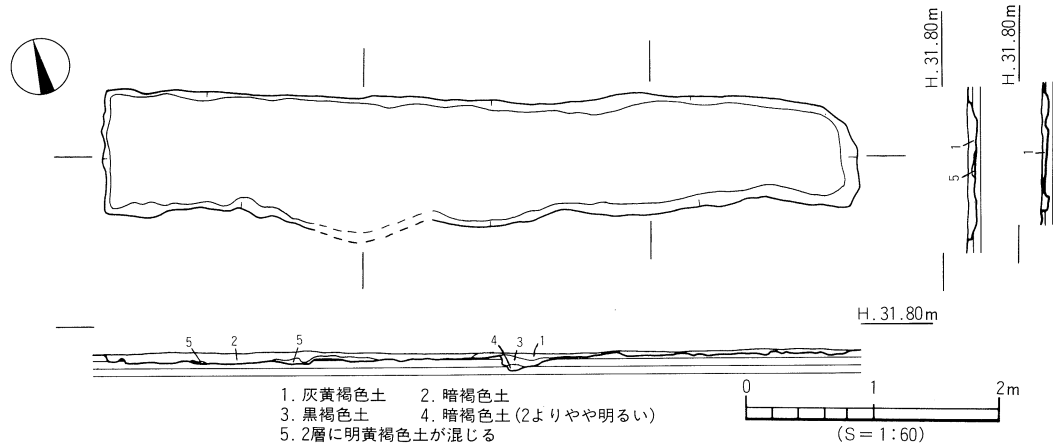 H.31.80m
H.31.80m
1
5
1
H.31.80m
5
2
5
4
3
1
1. 灰黄褐色土 2. 暗褐色土
3. 黒褐色土 4. 暗褐色土(2よりやや明るい)
5. 2層に明黄褐色土が混じる
0 1 2m
(S=1:60)